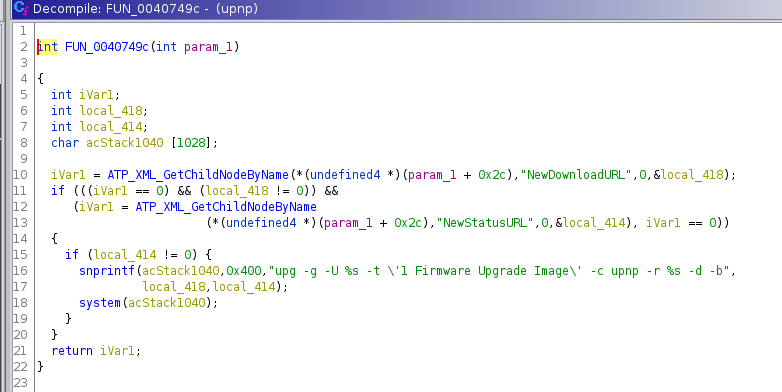 Decompile: FUN_0040749c - (upnp)
1
2 int FUN_0040749c(int param_1)
3
4 {
5 int iVar1;
6 int local_418;
7 int local_414;
8 char acStack1040 [1028];
9
10 iVar1 = ATP_XML_GetChildNodeByName(*(undefined4 *)(param_1 + 0x2c),"NewDownloadURL",0,&local_418);
11 if (((iVar1 == 0) && (local_418 != 0)) &&
12 (iVar1 = ATP_XML_GetChildNodeByName
13 (*(undefined4 *)(param_1 + 0x2c),"NewStatusURL",0,&local_414), iVar1 == 0))
14 {
15 if (local_414 != 0) {
16 snprintf(acStack1040,0x400,"upg -g -U %s -t \'1 Firmware Upgrade Image\' -c upnp -r %s -d -b",
17 local_418,local_414);
18 system(acStack1040);
19 }
20 }
21 return iVar1;
22 }
23